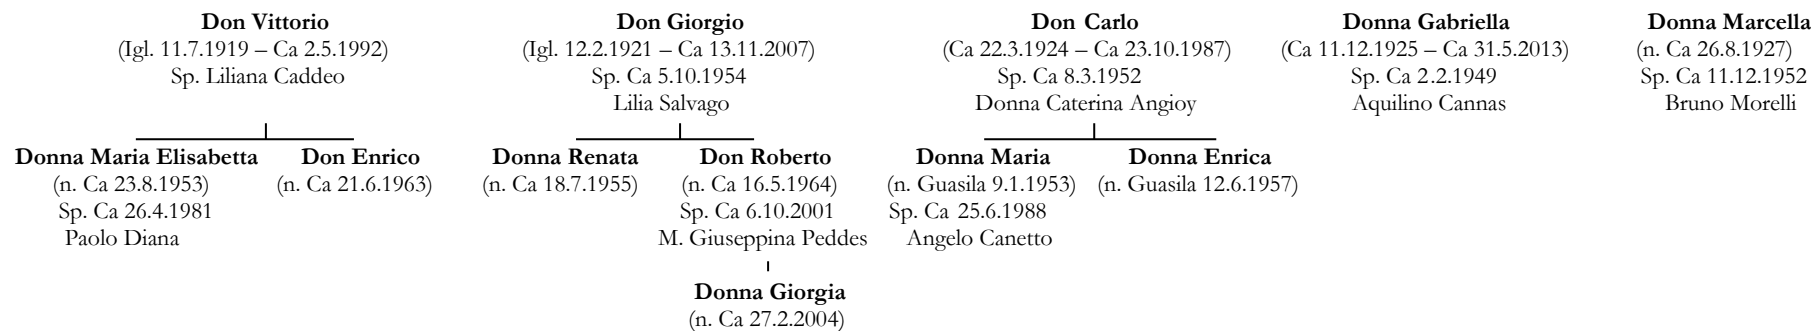 Don Vittorio
(Igl. 11.7.1919 – Ca 2.5.1992)
Sp. Liliana Caddeo
Don Giorgio
(Igl. 12.2.1921 – Ca 13.11.2007)
Sp. Ca 5.10.1954
Lilia Salvago
Don Carlo
(Ca 22.3.1924 – Ca 23.10.1987)
Sp. Ca 8.3.1952
Donna Caterina Angioy
Donna Gabriella
(Ca 11.12.1925 – Ca 31.5.2013)
Sp. Ca 2.2.1949
Aquilino Cannas
Donna Marcella
(n. Ca 26.8.1927)
Sp. Ca 11.12.1952
Bruno Morelli
Donna Maria Elisabetta
(n. Ca 23.8.1953)
Sp. Ca 26.4.1981
Paolo Diana
Don Enrico
(n. Ca 21.6.1963)
Donna Renata
(n. Ca 18.7.1955)
Don Roberto
(n. Ca 16.5.1964)
Sp. Ca 6.10.2001
M. Giuseppina Peddes
Donna Maria
(n. Guasila 9.1.1953)
Sp. Ca 25.6.1988
Angelo Canetto
Donna Enrica
(n. Guasila 12.6.1957)
Donna Giorgia
(n. Ca 27.2.2004)